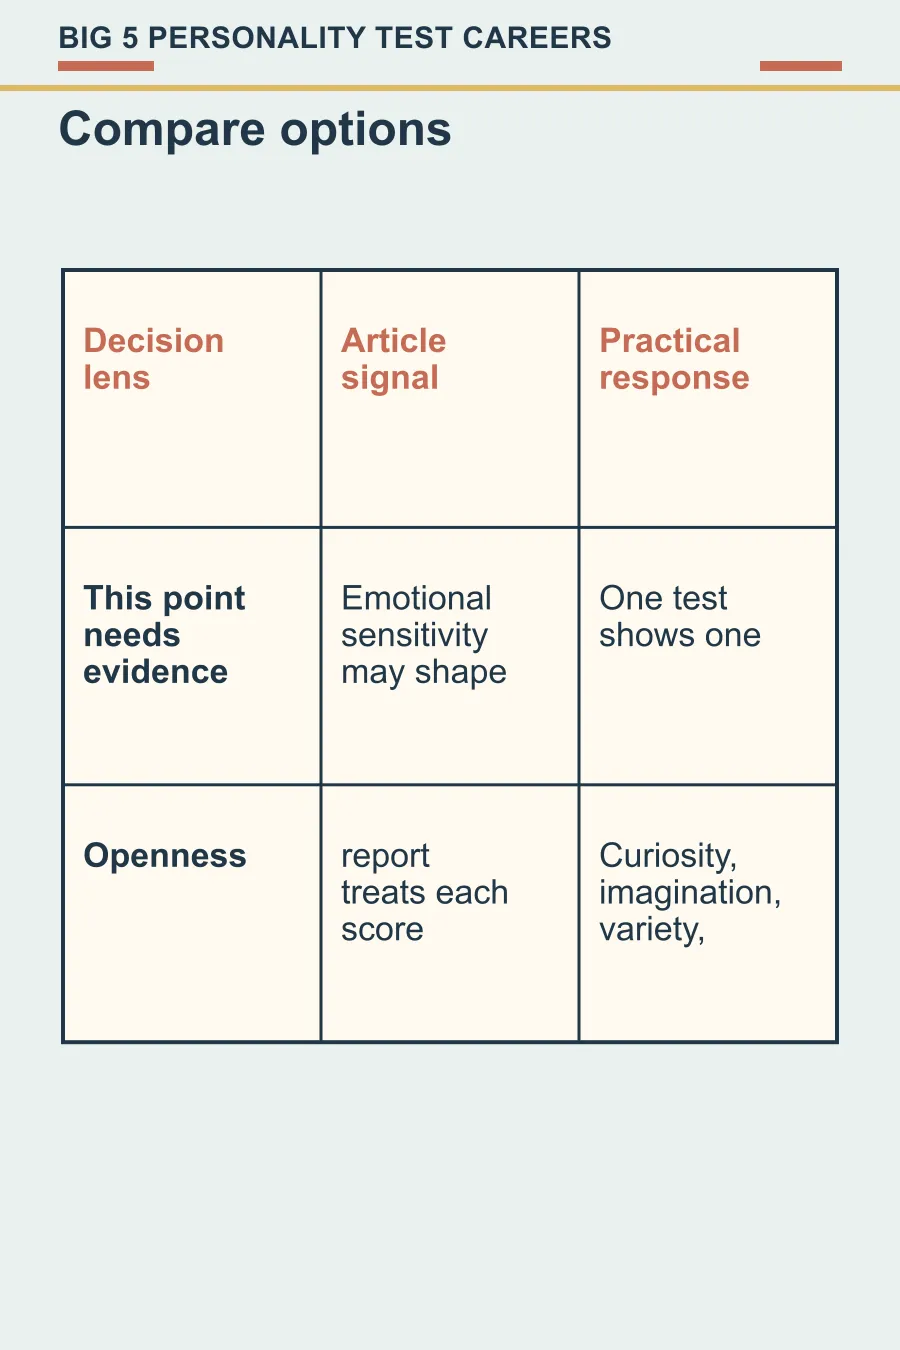 BIG 5 PERSONALITY TEST CAREERS
Compare options
Decision
lens
Article
signal
Practical
response
This point
needs
evidence
Emotional
sensitivity
may shape
One test
shows one
Openness
report
treats each
score
Curiosity,
imagination,
variety,